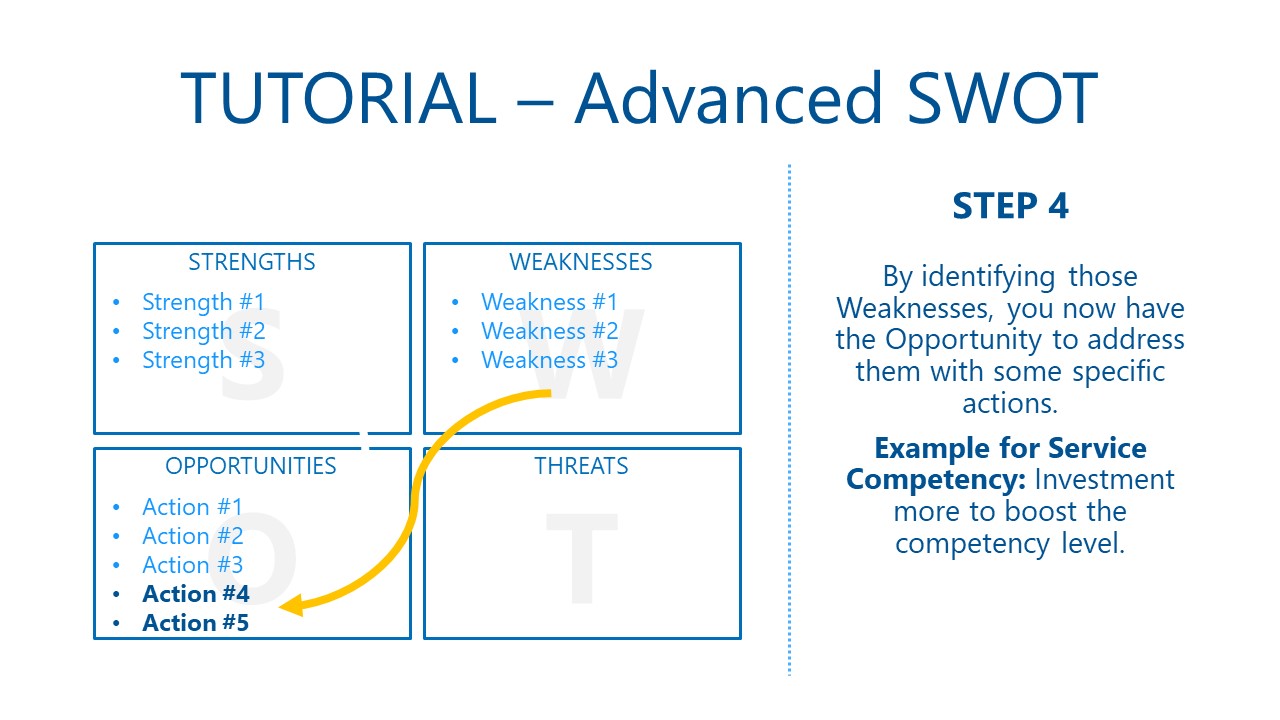 TUTORIAL – Advanced SWOT
STRENGTHS
• Strength #1
• Strength #2
• Strength #3
S
WEAKNESSES
• Weakness #1
• Weakness #2
• Weakness #3
W
OPPORTUNITIES
• Action #1
• Action #2
• Action #3
• Action #4
• Action #5
O
THREATS
T
STEP 4
By identifying those
Weaknesses, you now have
the Opportunity to address
them with some specific
actions.
Example for Service
Competency: Investment
more to boost the
competency level.